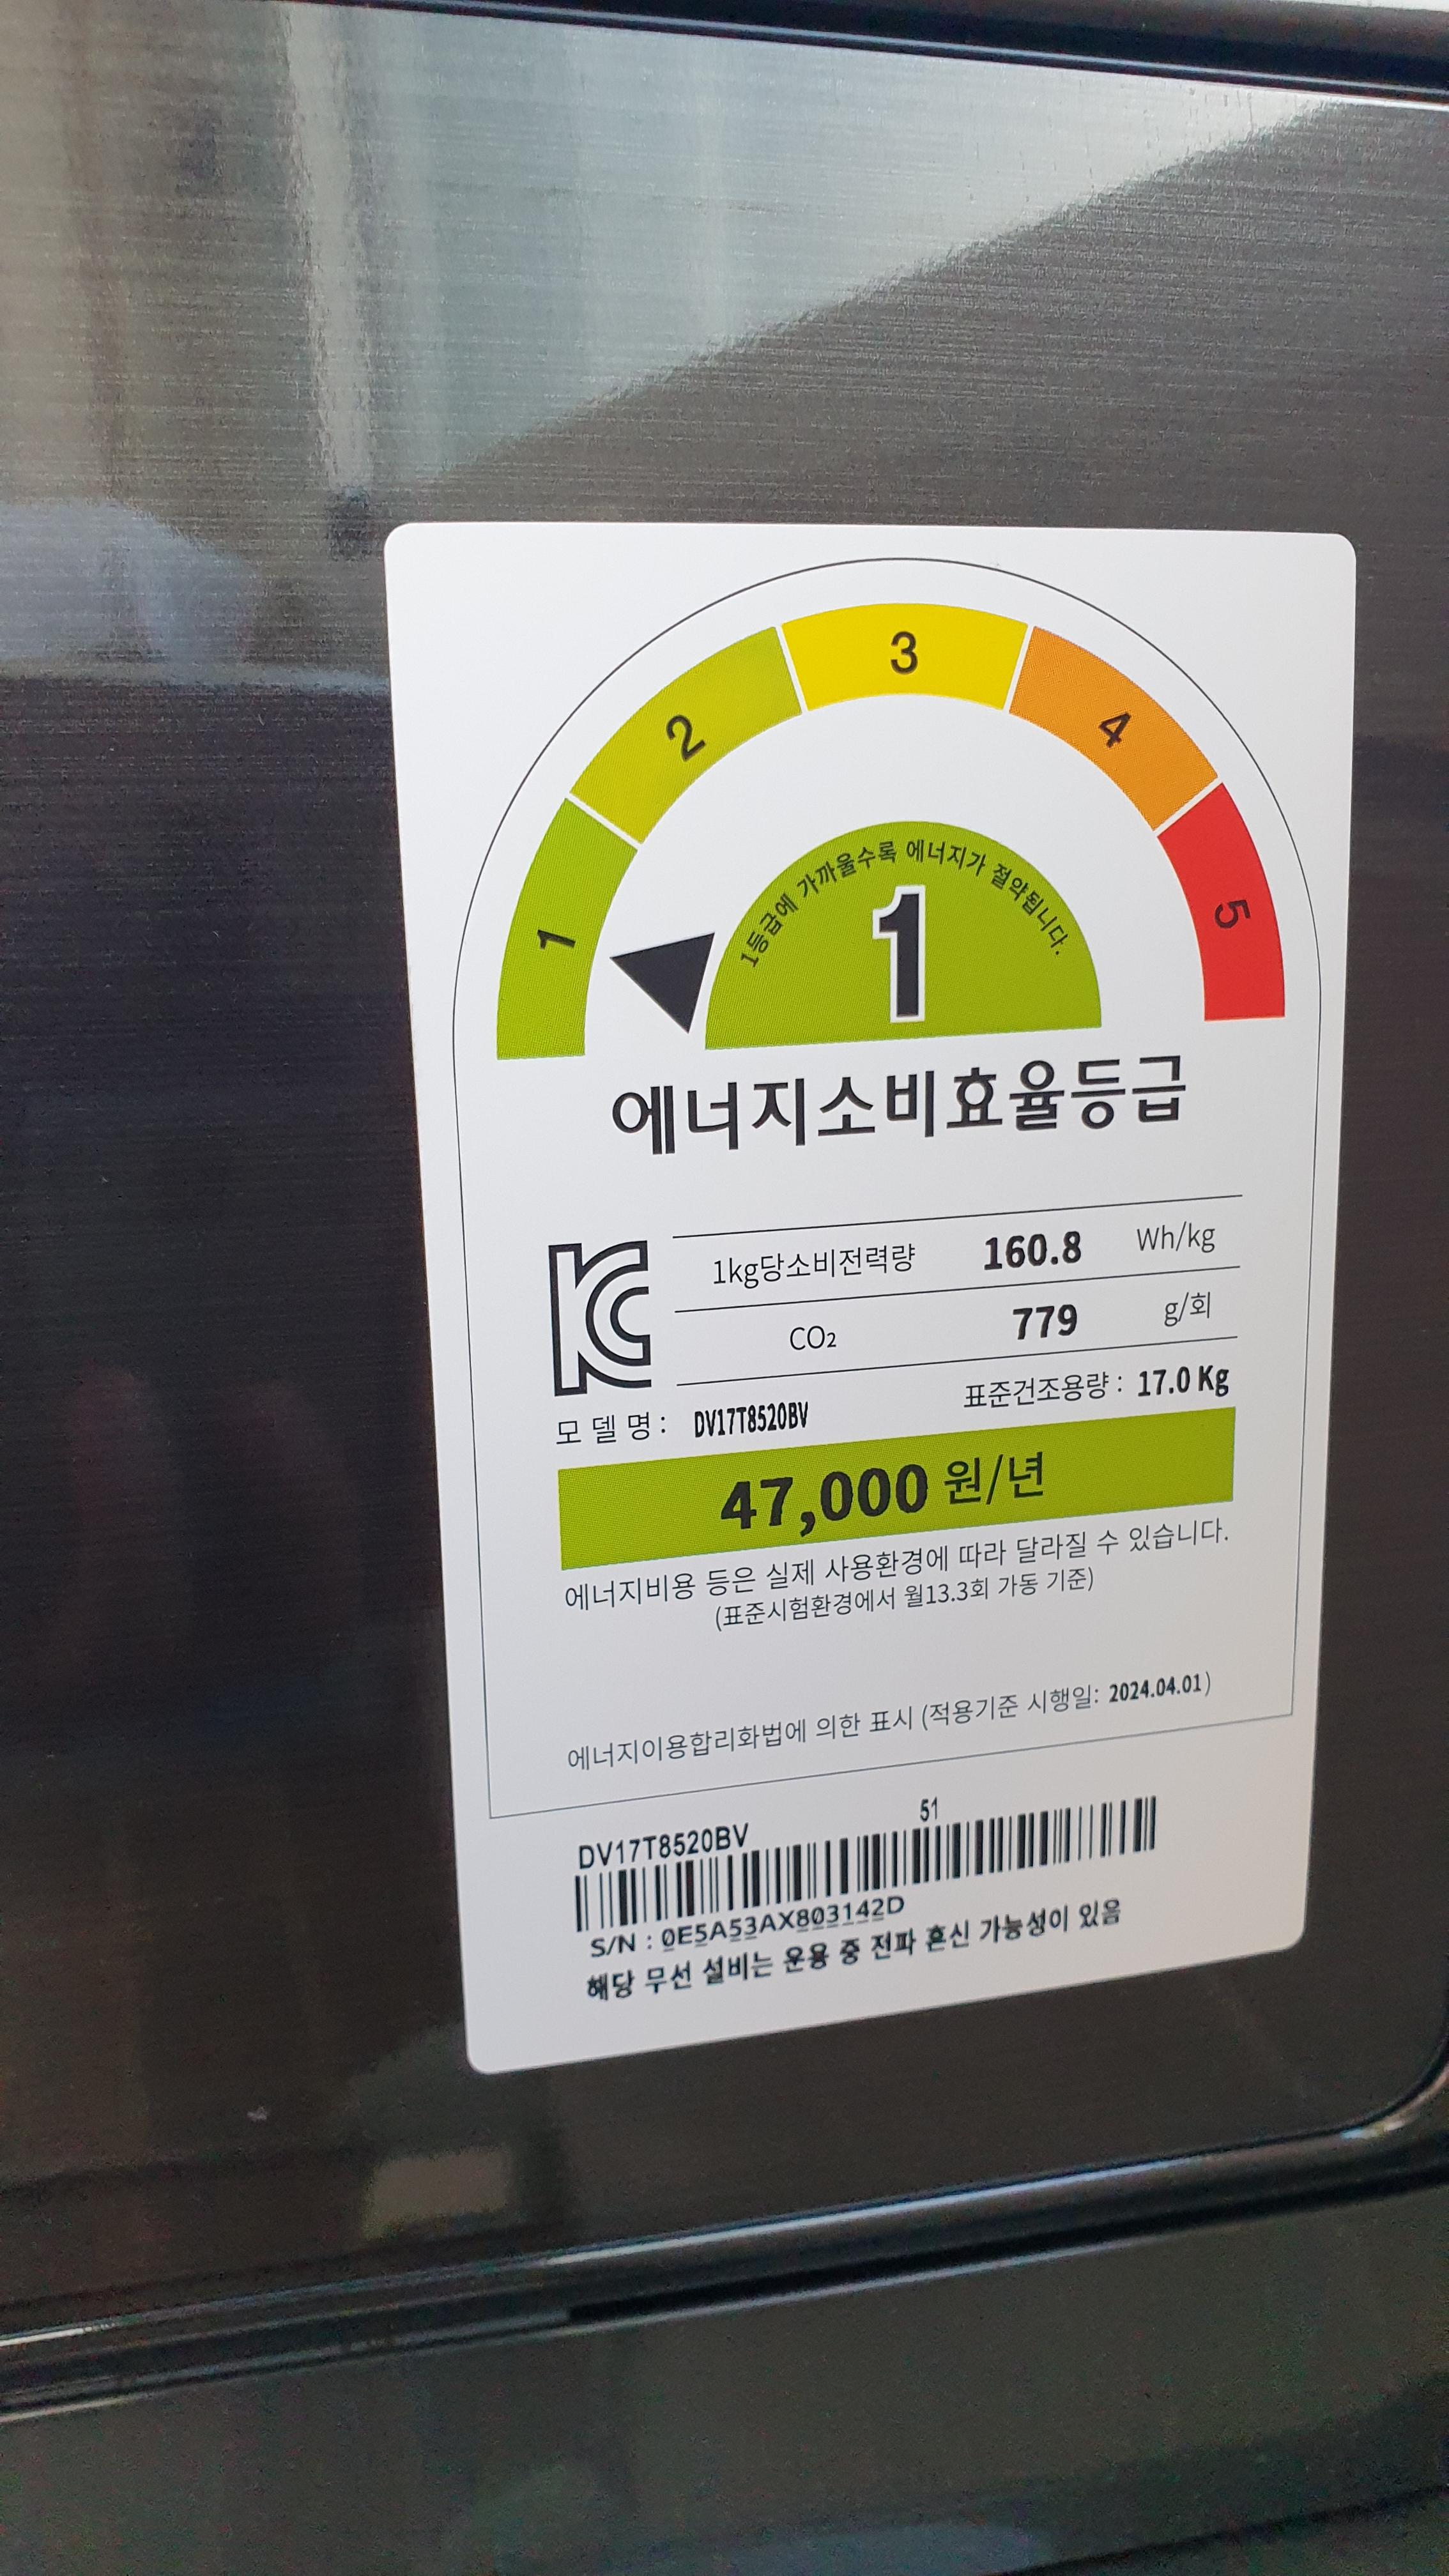 1
2
3
4
5
1등급에 가까울수록 에너지가 절약됩니다.
1
에너지소비효율등급
1kg당소비전력량 160.8 Wh/kg
CO₂ 779 g/회
표준건조용량 : 17.0 Kg
모 델 명 : DV17T8520BV
47,000 원/년
에너지비용 등은 실제 사용환경에 따라 달라질 수 있습니다.
(표준시험환경에서 월13.3회 가동 기준)
에너지이용합리화법에 의한 표시 (적용기준 시행일: 2024.04.01)
DV17T8520BV 51
S/N : 0E5A53AX803142D
해당 무선 설비는 운용 중 전파 혼신 가능성이 있음